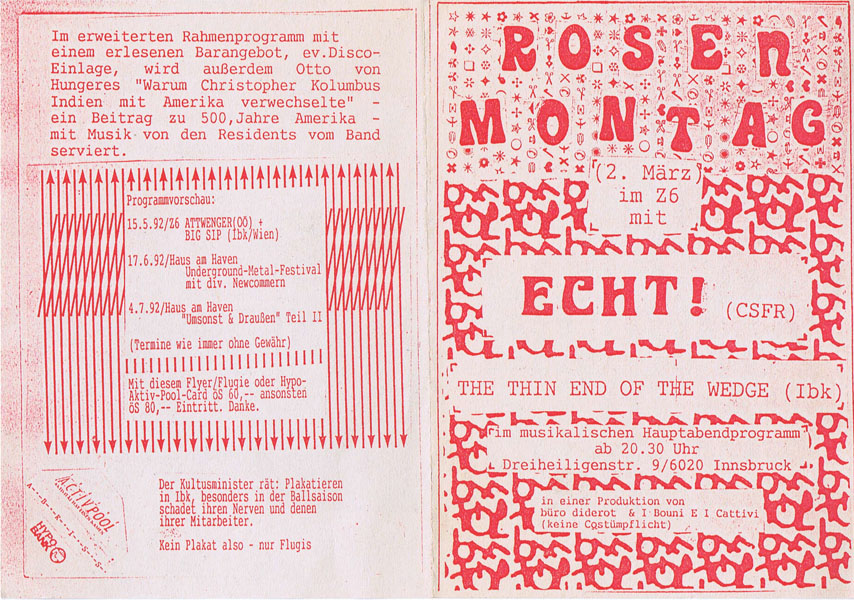 Im erweiterten Rahmenprogramm mit
einem erlesenen Barangebot, ev.Disco-
Einlage, wird außerdem Otto von
Hungeres "Warum Christopher Kolumbus
Indien mit Amerika verwechselte" -
ein Beitrag zu 500,Jahre Amerika -
mit Musik von den Residents vom Band
serviert.
Programmvorschau:
15.5.92/Z6 ATTWENGER(OÖ) +
BIG SIP (Ibk/Wien)
17.6.92/Haus am Haven
Underground-Metal-Festival
mit div. Newcommern
4.7.92/Haus am Haven
"Umsonst & Draußen" Teil II
(Termine wie immer ohne Gewähr)
Mit diesem Flyer/Flugie oder Hypo-
Aktiv-Pool-Card öS 60,-- ansonsten
öS 80,-- Eintritt. Danke.
ACTIVPOOL
HYPO
BANK
Der Kultusminister rät: Plakatieren
in Ibk, besonders in der Ballsaison
schadet ihren Nerven und denen
ihrer Mitarbeiter.
Kein Plakat also - nur Flugis
ROSEn
MONTAG
(2. März)
im Z6
mit
ECHT! (CSFR)
THE THIN END OF THE WEDGE (Ibk)
im musikalischen Hauptabendprogramm
ab 20.30 Uhr
Dreiheiligenstr. 9/6020 Innsbruck
in einer Produktion von
büro diderot & I Bouni E I Cattivi
(keine Costümpflicht)